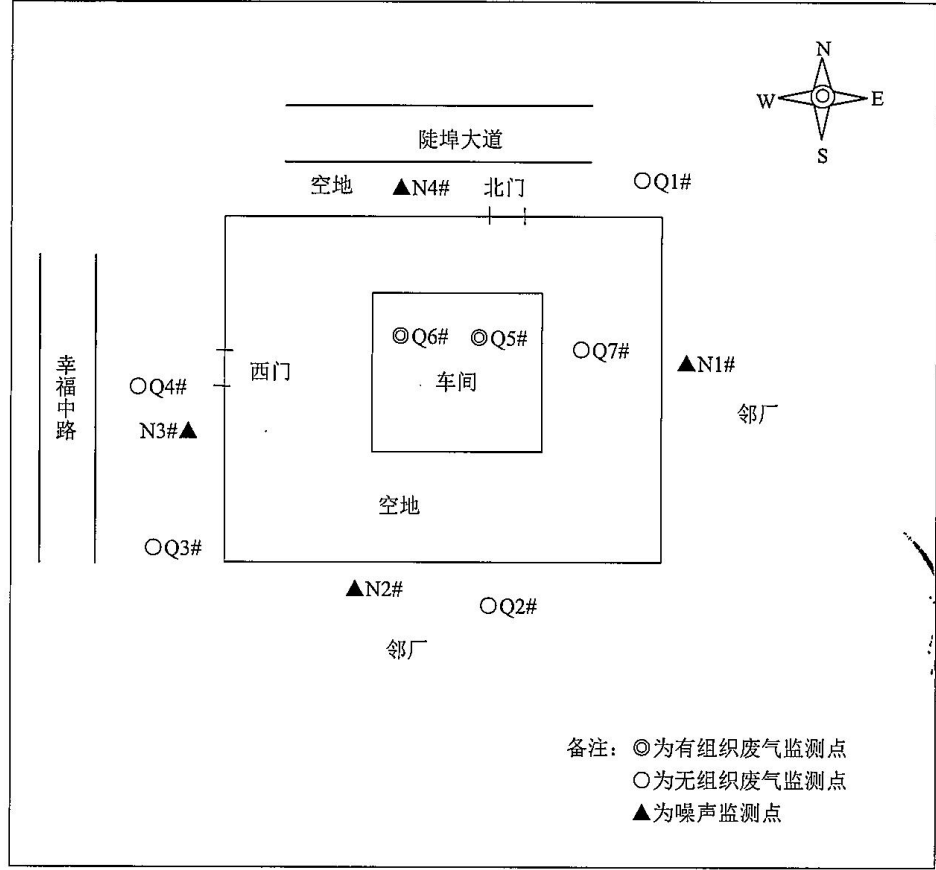 N
W E
S
陡埠大道
空地 ▲N4# 北门 ○Q1#
◎Q6# ◎Q5# ○Q7#
▲N1#
西门 车间
幸福中路
○Q4#
邻厂
N3#▲
空地
○Q3#
▲N2# ○Q2#
邻厂
备注：◎为有组织废气监测点
○为无组织废气监测点
▲为噪声监测点